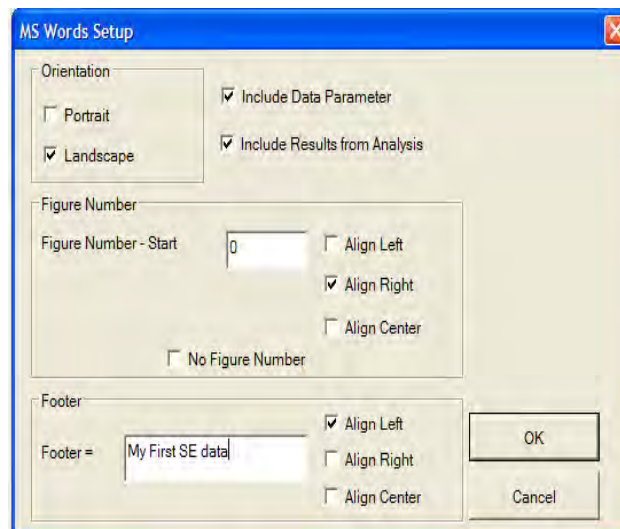 MS Words Setup
Orientation
Portrait
Landscape
Include Data Parameter
Include Results from Analysis
Figure Number
Figure Number - Start
0
Align Left
Align Right
Align Center
No Figure Number
Footer
Footer =
My First SE data
Align Left
Align Right
Align Center
OK
Cancel